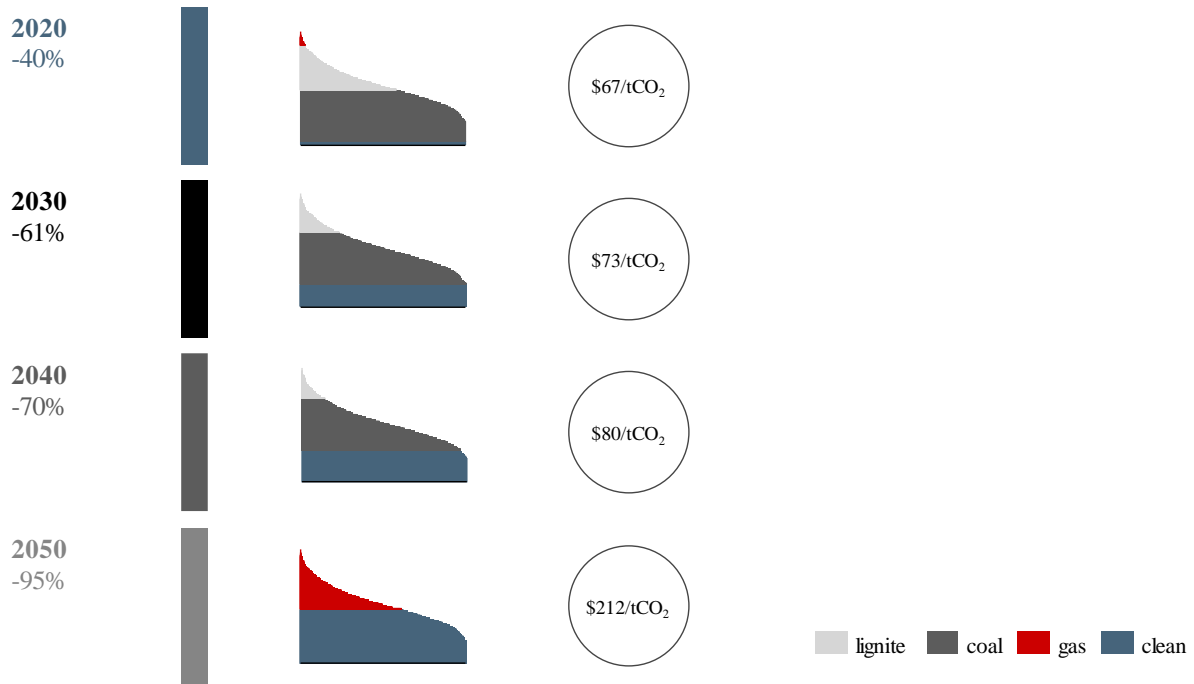 2020
-40%
$67/tCO₂
2030
-61%
$73/tCO₂
2040
-70%
$80/tCO₂
2050
-95%
$212/tCO₂
lignite coal gas clean